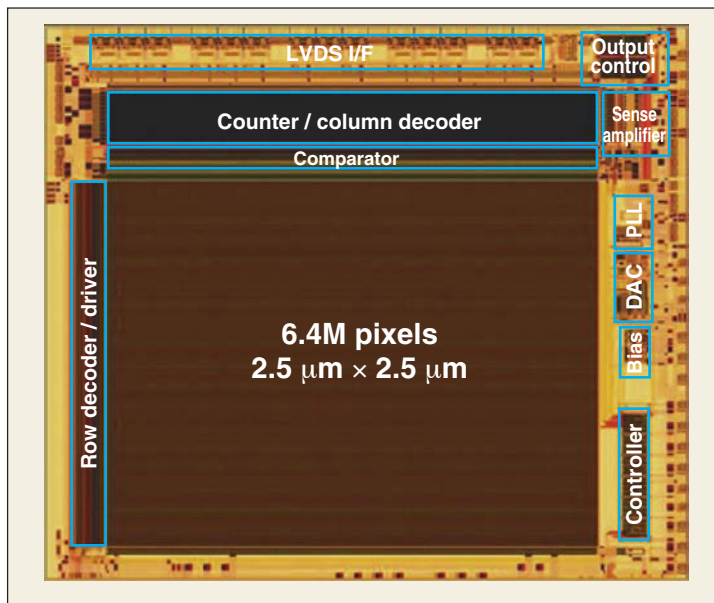 LVDS I/F
Output
control
Counter / column decoder
Sense
amplifier
Comparator
Row decoder / driver
6.4M pixels
2.5 μm × 2.5 μm
PLL
DAC
Bias
Controller